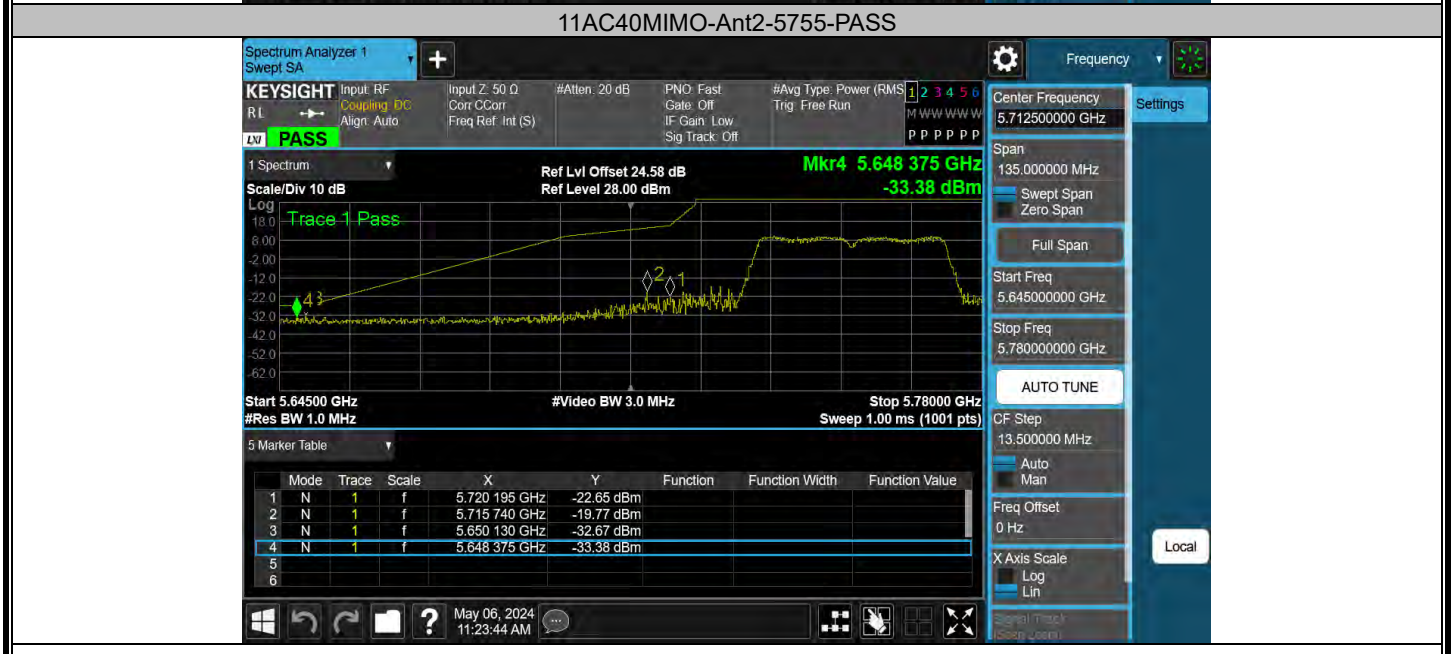 11AC40MIMO-Ant2-5755-PASS
Spectrum Analyzer 1
Swept SA
+
Frequency
KEYSIGHT
RL
LXI PASS
Input: RF
Coupling: DC
Align: Auto
Input Z: 50 Ω
Corr CCorr
Freq Ref: Int (S)
#Atten: 20 dB
PNO: Fast
Gate: Off
IF Gain: Low
Sig Track: Off
#Avg Type: Power (RMS
Trig: Free Run
1 2 3 4 5 6
M W W W W W
P P P P P P
1 Spectrum
Scale/Div 10 dB
Ref Lvl Offset 24.58 dB
Ref Level 28.00 dBm
Mkr4 5.648 375 GHz
-33.38 dBm
Log
Trace 1 Pass
18.0
8.00
-2.00
-12.0
-22.0
-32.0
-42.0
-52.0
-62.0
4 3
2
1
Start 5.64500 GHz
#Video BW 3.0 MHz
Stop 5.78000 GHz
#Res BW 1.0 MHz
Sweep 1.00 ms (1001 pts)
5 Marker Table
Mode Trace Scale X Y Function Function Width Function Value
1 N 1 f 5.720 195 GHz -22.65 dBm
2 N 1 f 5.715 740 GHz -19.77 dBm
3 N 1 f 5.650 130 GHz -32.67 dBm
4 N 1 f 5.648 375 GHz -33.38 dBm
5
6
?
May 06, 2024
11:23:44 AM
Center Frequency
5.712500000 GHz
Settings
Span
135.000000 MHz
Swept Span
Zero Span
Full Span
Start Freq
5.645000000 GHz
Stop Freq
5.780000000 GHz
AUTO TUNE
CF Step
13.500000 MHz
Auto
Man
Freq Offset
0 Hz
Local
X Axis Scale
Log
Lin
Signal Track
(Span Zoom)